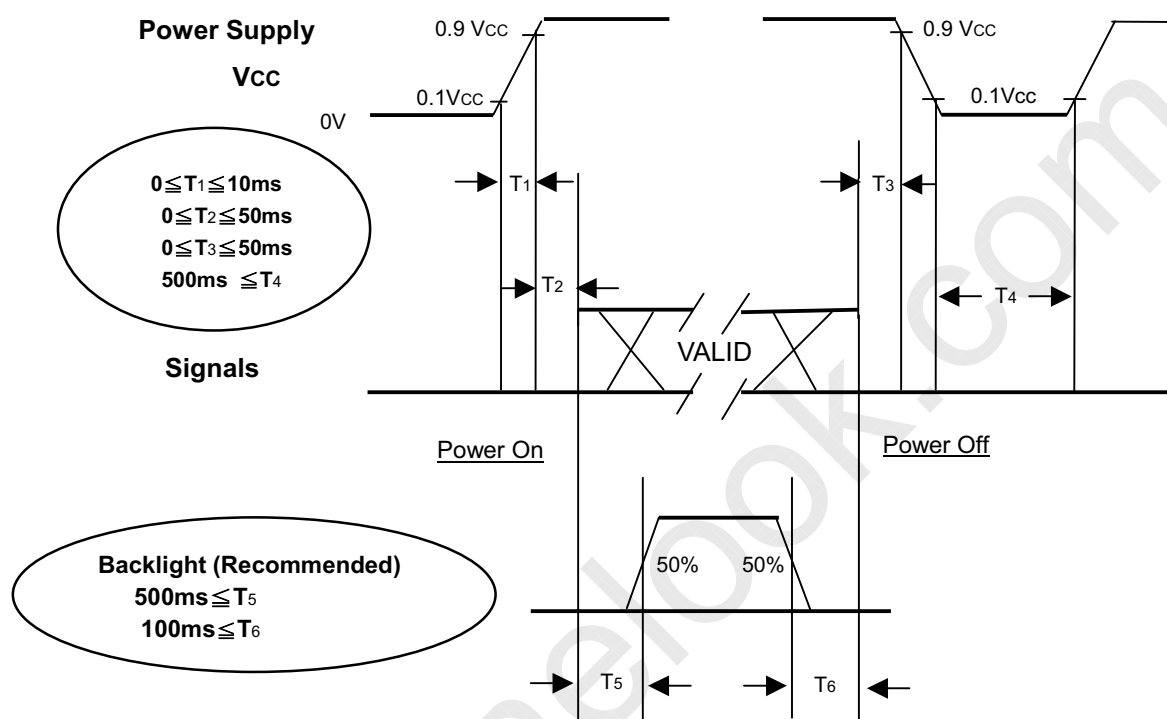 Power Supply
VCC
0.9 VCC
0.9 VCC
0.1VCC
0.1Vcc
0V
0≦T1≦10ms
0≦T2≦50ms
0≦T3≦50ms
500ms ≦T4
T1
T3
T2
T4
VALID
Signals
Power On
Power Off
Backlight (Recommended)
500ms≦T5
100ms≦T6
50%
50%
T5
T6
elook.com